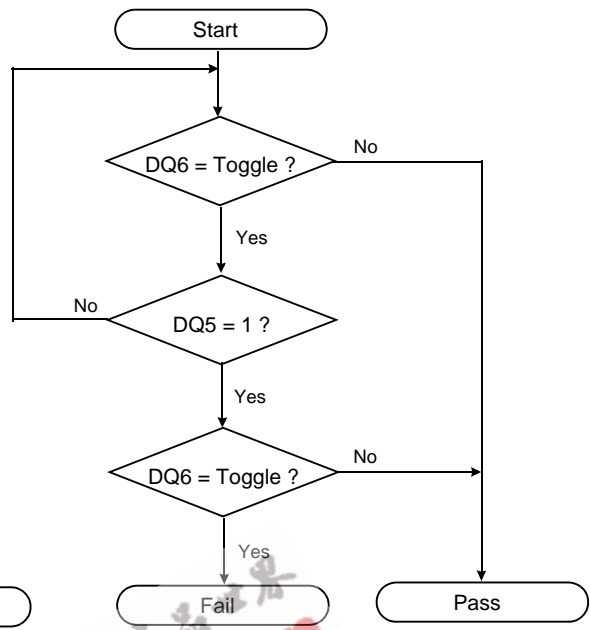 Start
DQ6 = Toggle ?
No
Yes
DQ5 = 1 ?
No
Yes
DQ6 = Toggle ?
No
Yes
Fail
Pass